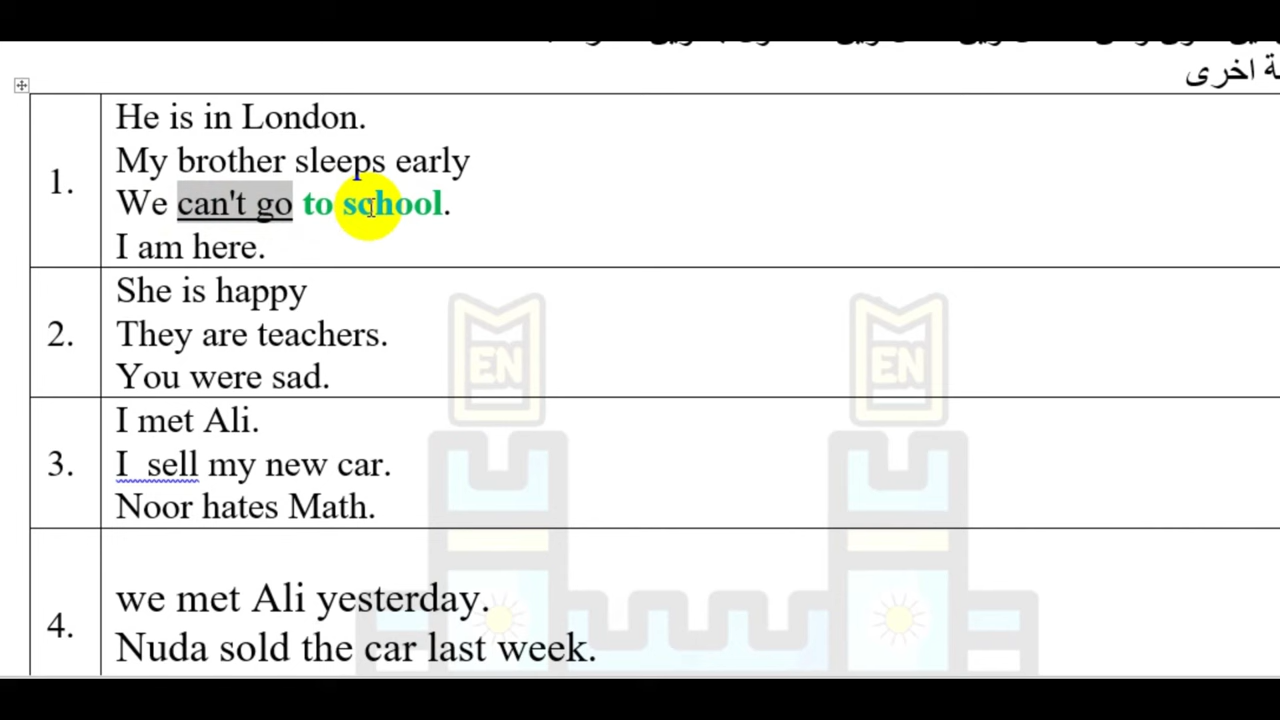 ة اخرى
1.
He is in London.
My brother sleeps early
We can't go to school.
I am here.
2.
She is happy
They are teachers.
You were sad.
3.
I met Ali.
I  sell my new car.
Noor hates Math.
4.
we met Ali yesterday.
Nuda sold the car last week.
EN
EN